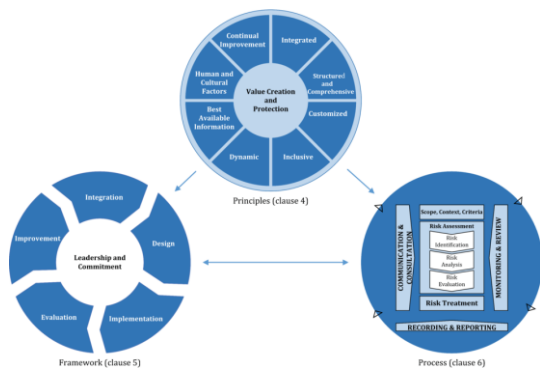 Continual
Improvement
Integrated
Human and
Cultural
Factors
Structured
and
Comprehensive
Value Creation
and
Protection
Best
Available
Information
Customized
Dynamic
Inclusive
Principles (clause 4)
Integration
Improvement
Design
Leadership and
Commitment
Evaluation
Implementation
Framework (clause 5)
Scope, Context, Criteria
Risk Assessment
Risk
Identification
Risk
Analysis
Risk
Evaluation
Risk Treatment
COMMUNICATION &
CONSULTATION
MONITORING & REVIEW
RECORDING & REPORTING
Process (clause 6)